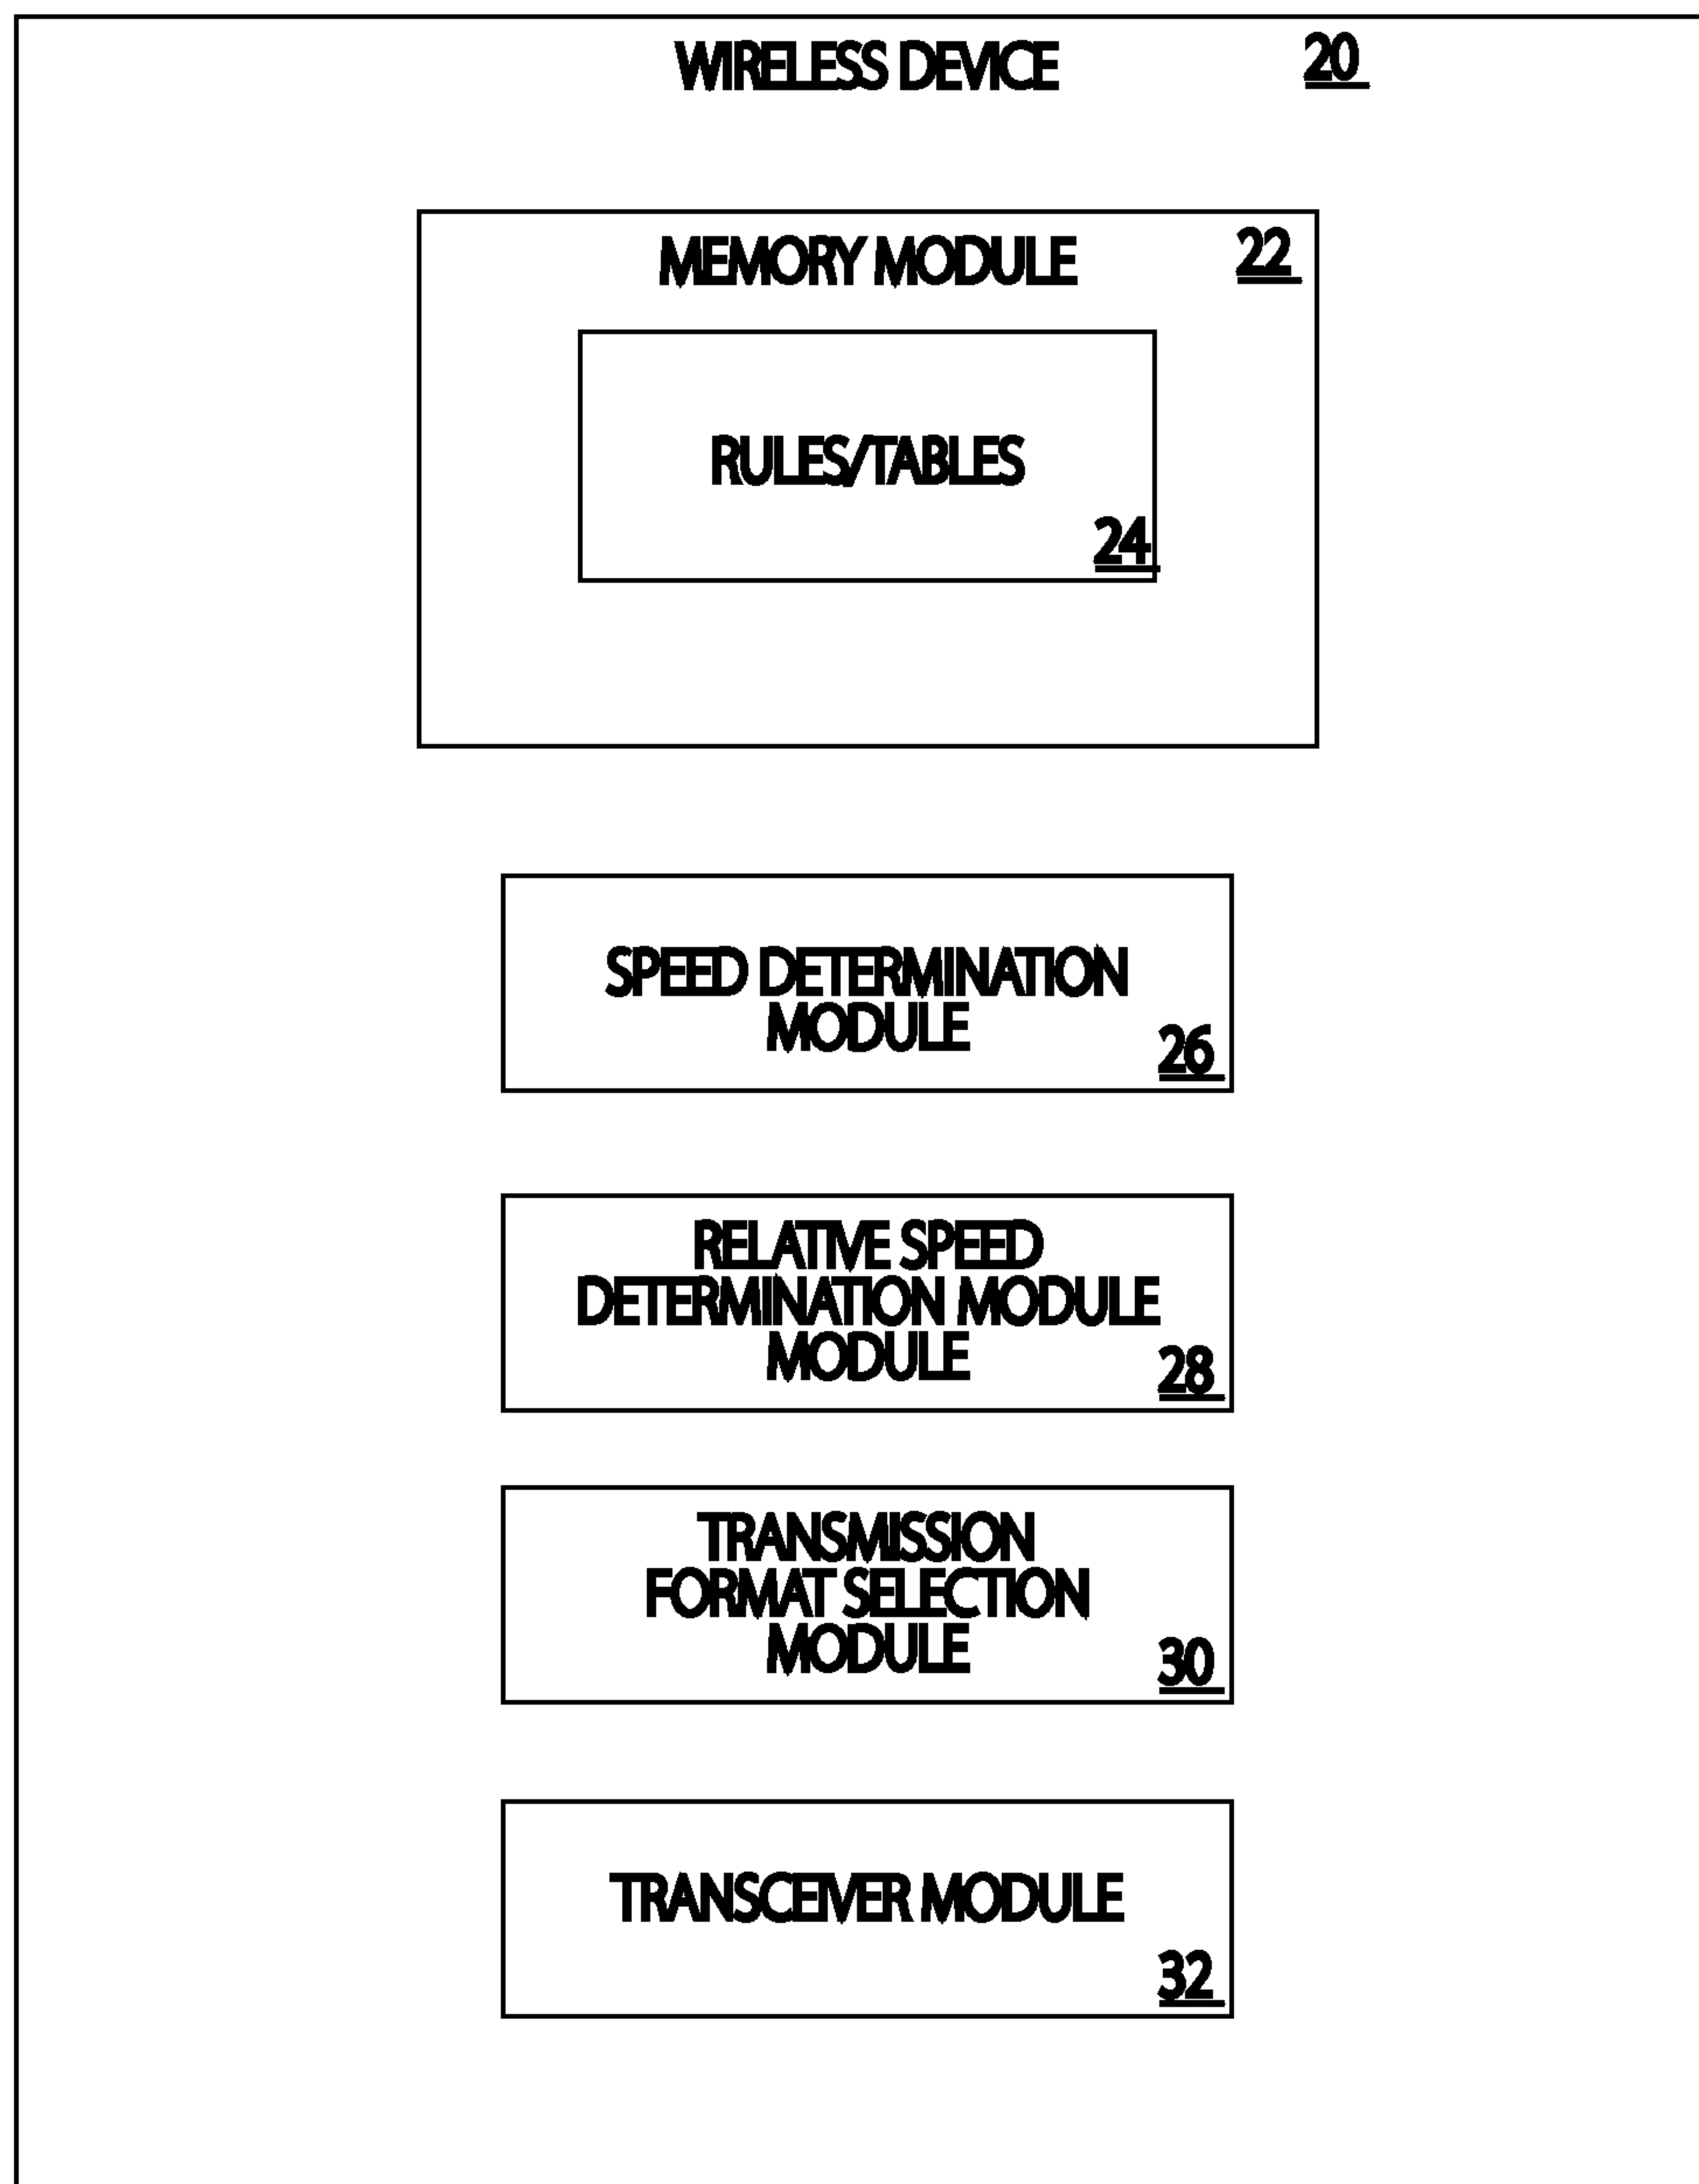 WIRELESS DEVICE 20
MEMORY MODULE 22
RULES/TABLES
24
SPEED DETERMINATION
MODULE
26
RELATIVE SPEED
DETERMINATION MODULE
MODULE
28
TRANSMISSION
FORMAT SELECTION
MODULE
30
TRANSCEIVER MODULE
32